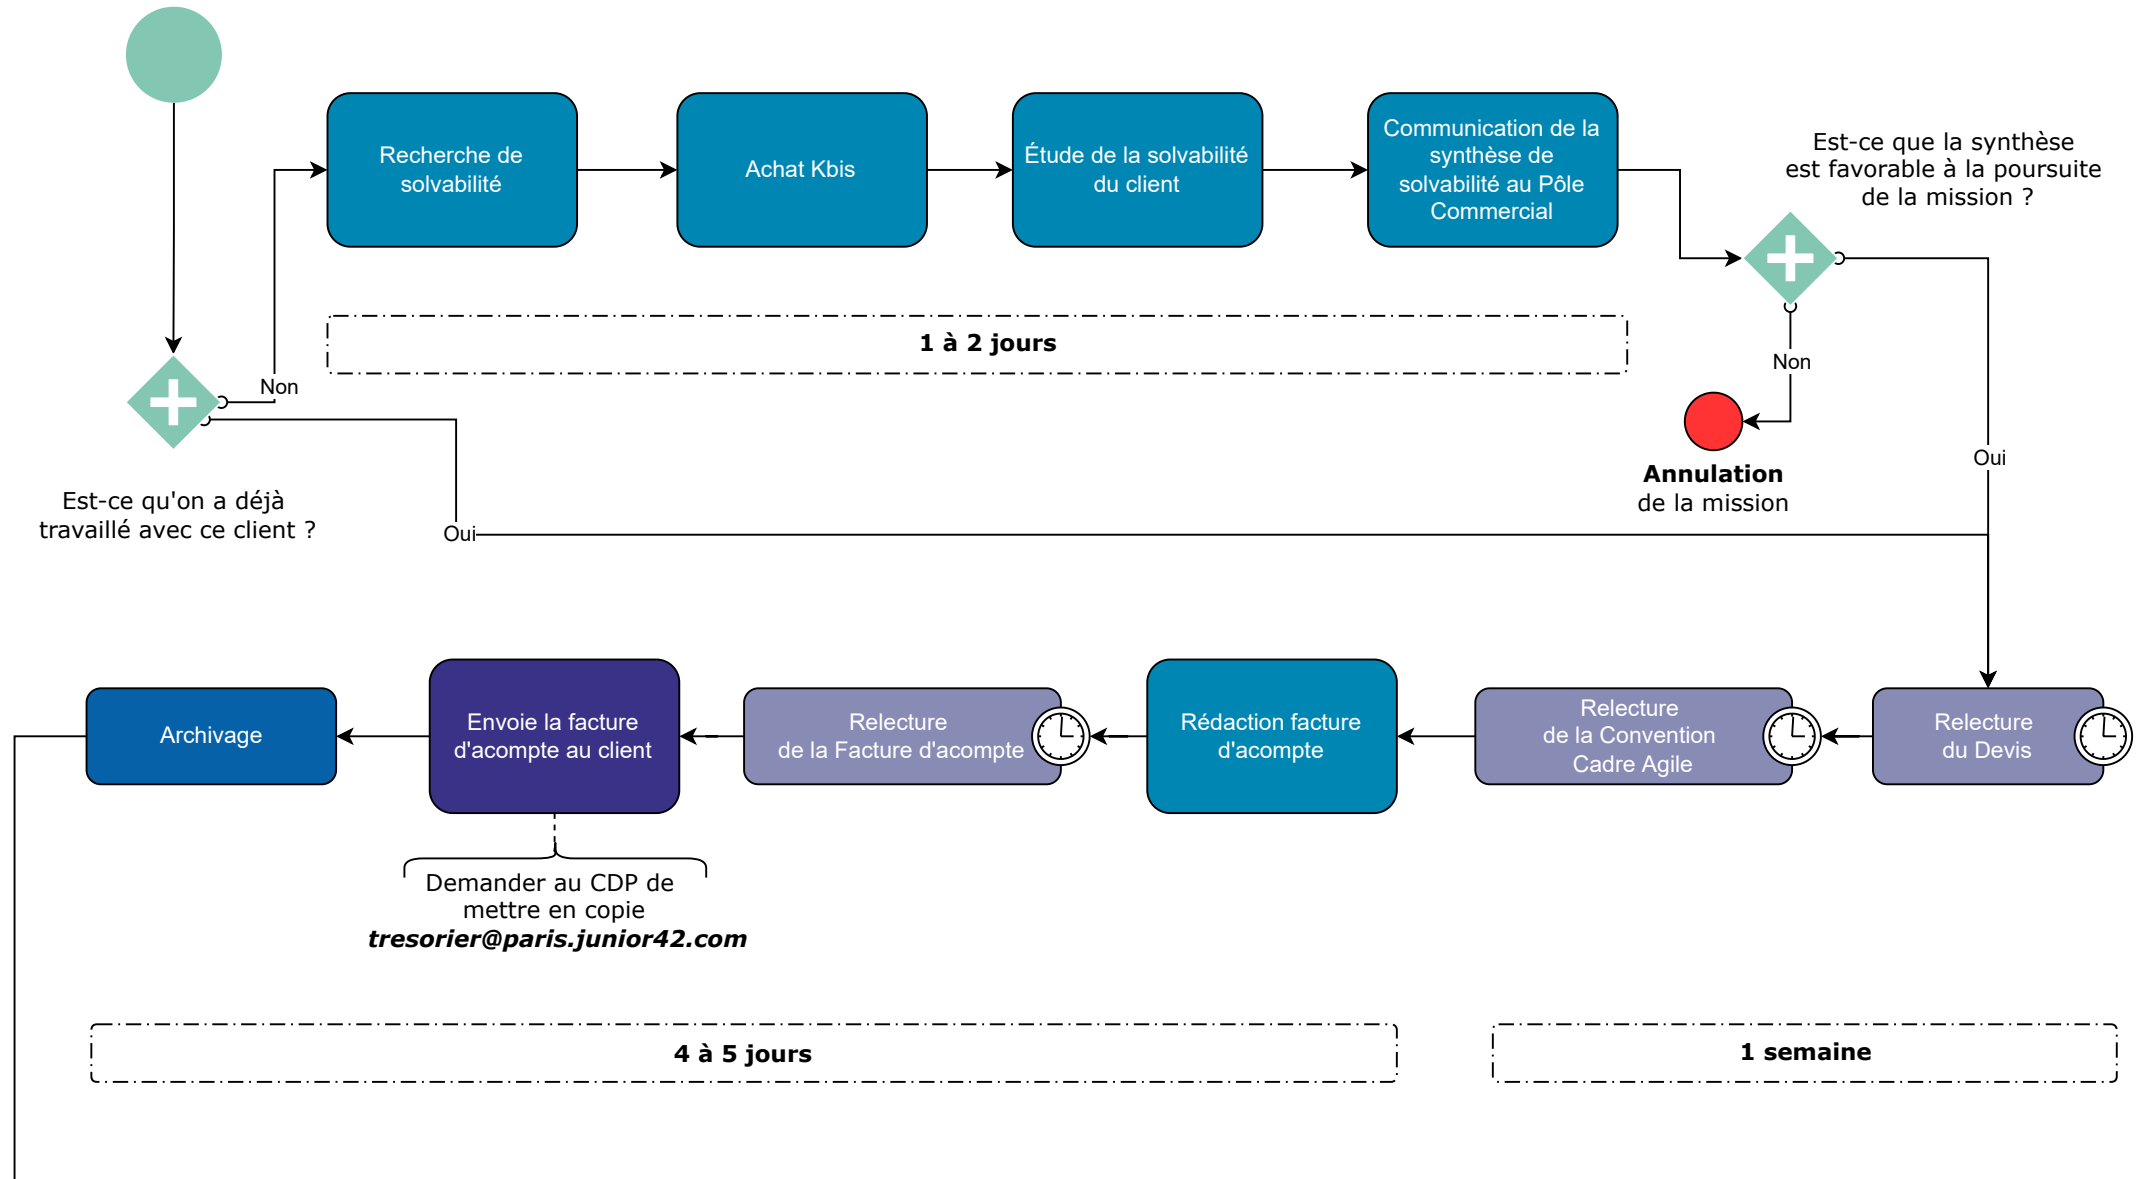 Recherche de
solvabilité
Achat Kbis
Étude de la solvabilité
du client
Communication de la
synthèse de
solvabilité au Pôle
Commercial
Est-ce que la synthèse
est favorable à la poursuite
de la mission ?
1 à 2 jours
Non
Non
Annulation
de la mission
Oui
Est-ce qu'on a déjà
travaillé avec ce client ?
Oui
Archivage
Envoie la facture
d'acompte au client
Relecture
de la Facture d'acompte
Rédaction facture
d'acompte
Relecture
de la Convention
Cadre Agile
Relecture
du Devis
Demander au CDP de
mettre en copie
tresorier@paris.junior42.com
4 à 5 jours
1 semaine